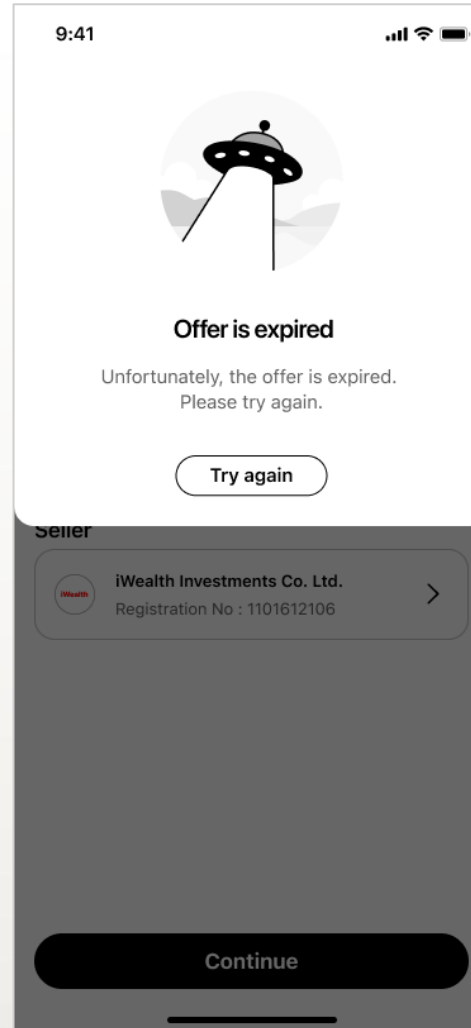 9:41
Offer is expired
Unfortunately, the offer is expired.
Please try again.
Try again
Seller
iWealth
iWealth Investments Co. Ltd.
Registration No : 1101612106
Continue